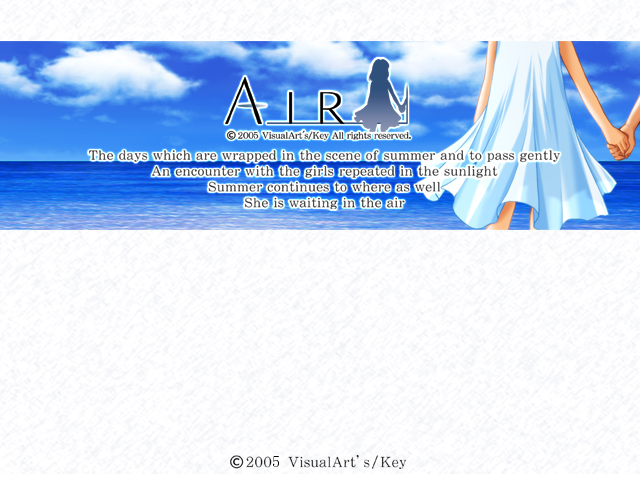 AIR
© 2005 VisualArt's/Key All rights reserved.
The days which are wrapped in the scene of summer and to pass gently
An encounter with the girls repeated in the sunlight
Summer continues to where as well
She is waiting in the air
© 2005 VisualArt's/Key